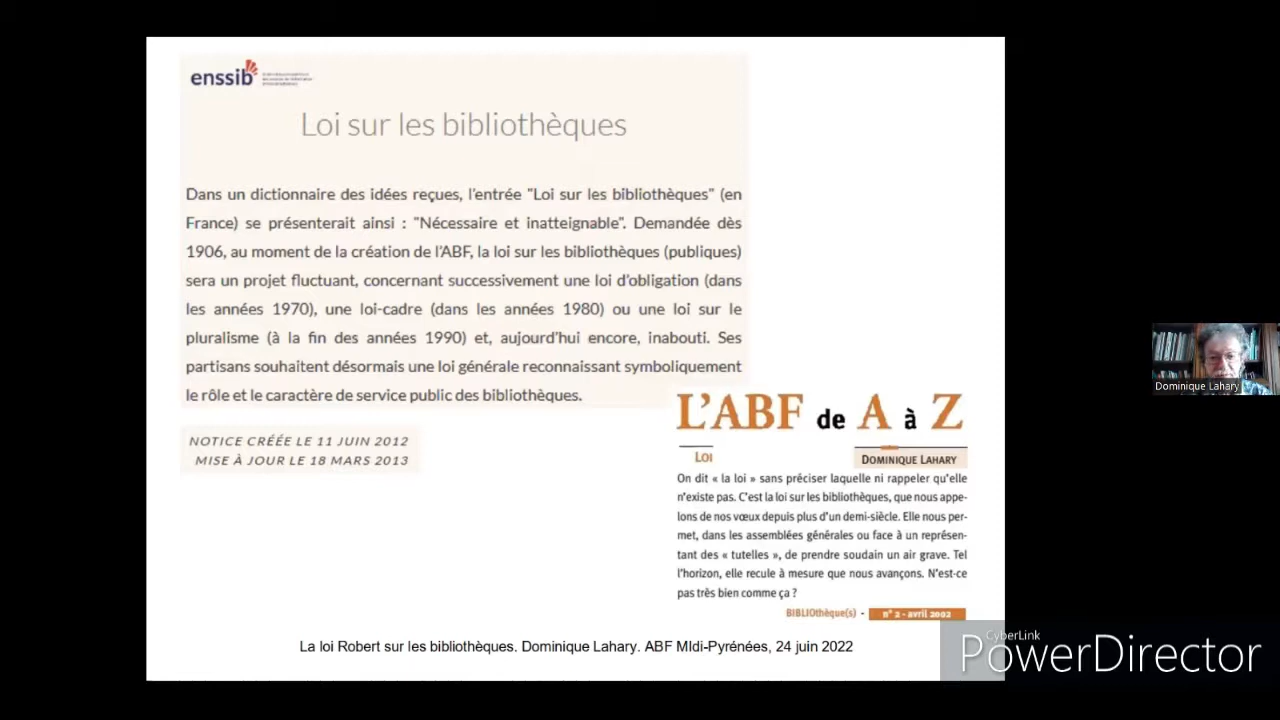 enssib
Loi sur les bibliothèques
Dans un dictionnaire des idées reçues, l'entrée "Loi sur les bibliothèques" (en
France) se présenterait ainsi : "Nécessaire et inatteignable". Demandée dès
1906, au moment de la création de l'ABF, la loi sur les bibliothèques (publiques)
sera un projet fluctuant, concernant successivement une loi d'obligation (dans
les années 1970), une loi-cadre (dans les années 1980) ou une loi sur le
pluralisme (à la fin des années 1990) et, aujourd'hui encore, inabouti. Ses
partisans souhaitent désormais une loi générale reconnaissant symboliquement
le rôle et le caractère de service public des bibliothèques.
NOTICE CRÉÉE LE 11 JUIN 2012
MISE À JOUR LE 18 MARS 2013
L'ABF de A à Z
LOI
DOMINIQUE LAHARY
On dit « la loi » sans préciser laquelle ni rappeler qu'elle
n'existe pas. C'est la loi sur les bibliothèques, que nous appe-
lons de nos vœux depuis plus d'un demi-siècle. Elle nous per-
met, dans les assemblées générales ou face à un représen-
tant des « tutelles », de prendre soudain un air grave. Tel
l'horizon, elle recule à mesure que nous avançons. N'est-ce
pas très bien comme ça ?
BIBLIOthèque(s) - n° 2 - avril 2002
La loi Robert sur les bibliothèques. Dominique Lahary. ABF MIdi-Pyrénées, 24 juin 2022
Dominique Lahary
CyberLink
PowerDirector